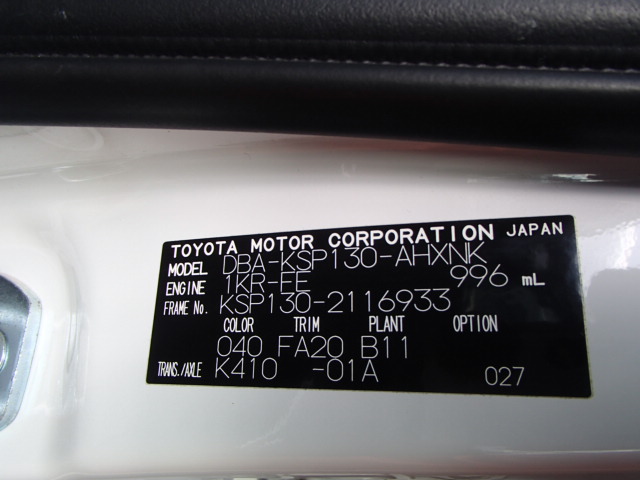 TOYOTA MOTOR CORPORATION JAPAN
MODEL DBA-KSP130-AHXNK
ENGINE 1KR-FE 996 mL
FRAME No. KSP130-2116933
COLOR TRIM PLANT OPTION
040 FA20 B11
TRANS./AXLE K410 -01A 027